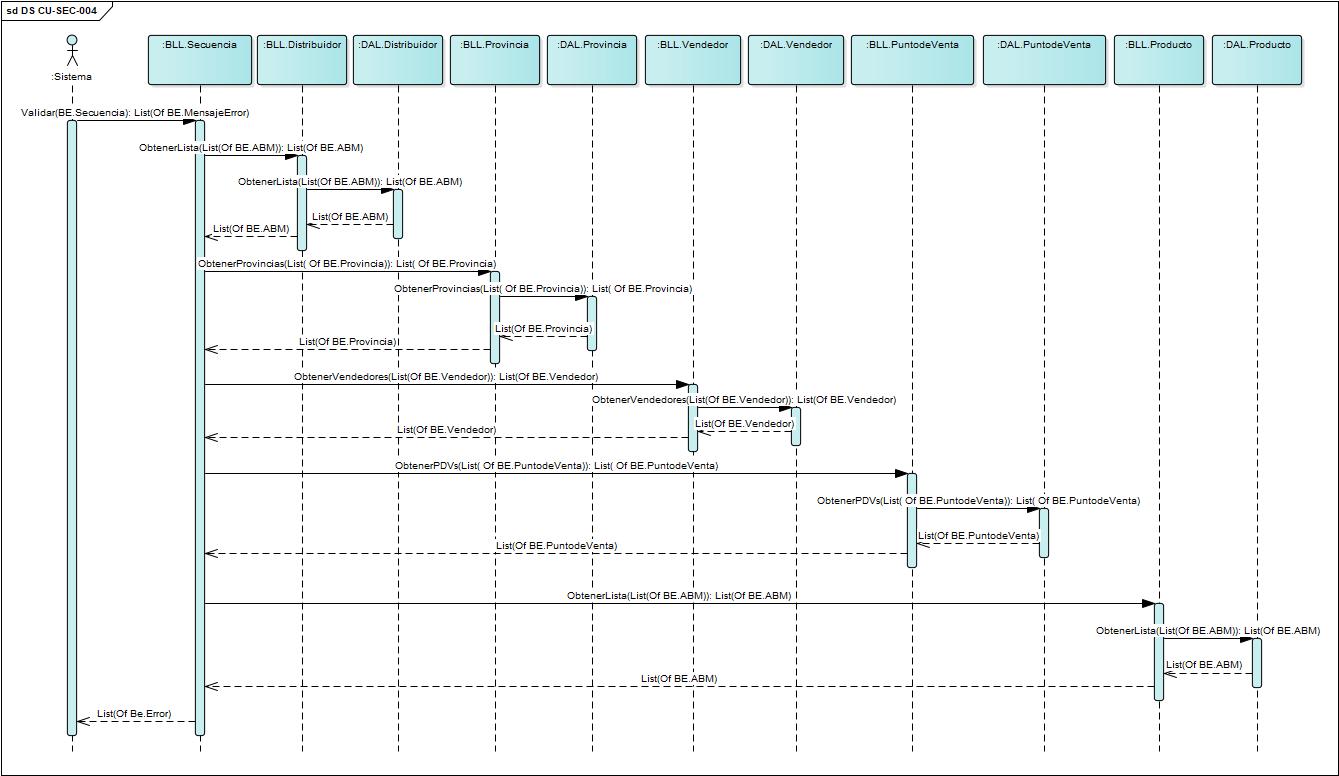 sd DS CU-SEC-004
:Sistema
:BLL.Secuencia
:BLL.Distribuidor
:DAL.Distribuidor
:BLL.Provincia
:DAL.Provincia
:BLL.Vendedor
:DAL.Vendedor
:BLL.PuntodeVenta
:DAL.PuntodeVenta
:BLL.Producto
:DAL.Producto
Validar(BE.Secuencia): List(Of BE.MensajeError)
ObtenerLista(List(Of BE.ABM)): List(Of BE.ABM)
ObtenerLista(List(Of BE.ABM)): List(Of BE.ABM)
List(Of BE.ABM)
List(Of BE.ABM)
ObtenerProvincias(List( Of BE.Provincia)): List( Of BE.Provincia)
ObtenerProvincias(List( Of BE.Provincia)): List( Of BE.Provincia)
List(Of BE.Provincia)
List(Of BE.Provincia)
ObtenerVendedores(List(Of BE.Vendedor)): List(Of BE.Vendedor)
ObtenerVendedores(List(Of BE.Vendedor)): List(Of BE.Vendedor)
List(Of BE.Vendedor)
List(Of BE.Vendedor)
ObtenerPDVs(List( Of BE.PuntodeVenta)): List( Of BE.PuntodeVenta)
ObtenerPDVs(List( Of BE.PuntodeVenta)): List( Of BE.PuntodeVenta)
List(Of BE.PuntodeVenta)
List(Of BE.PuntodeVenta)
ObtenerLista(List(Of BE.ABM)): List(Of BE.ABM)
ObtenerLista(List(Of BE.ABM)): List(Of BE.ABM)
List(Of BE.ABM)
List(Of BE.ABM)
List(Of Be.Error)